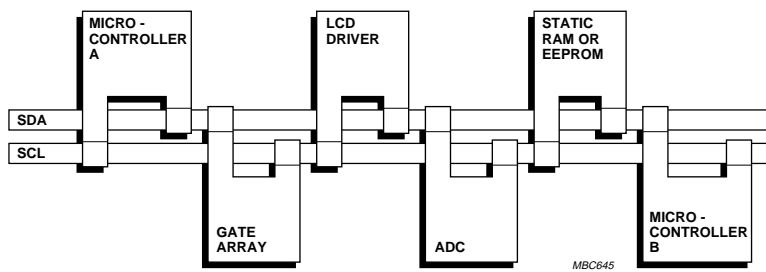 MICRO -
CONTROLLER
A
LCD
DRIVER
STATIC
RAM OR
EEPROM
SDA
SCL
GATE
ARRAY
ADC
MICRO -
CONTROLLER
B
MBC645